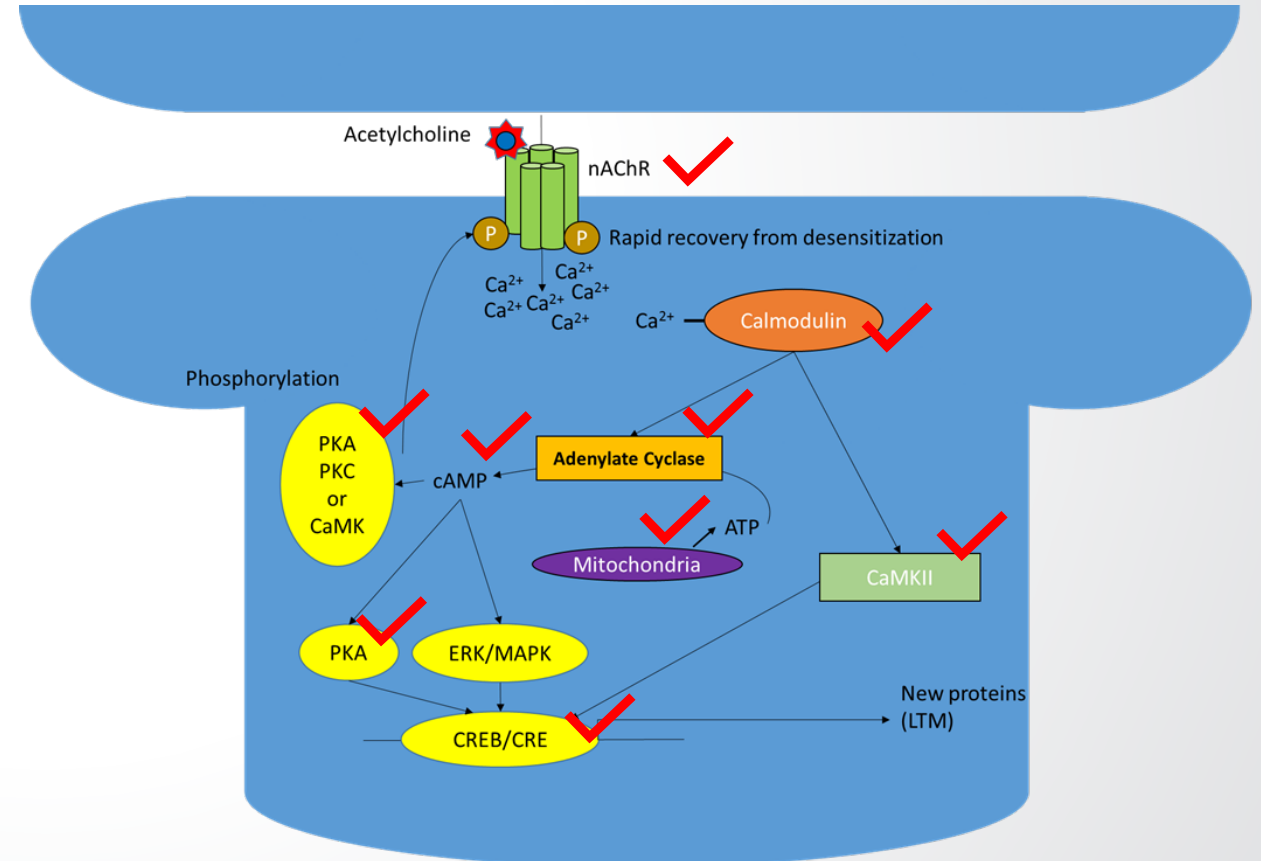 Acetylcholine
nAChR
P
P
Rapid recovery from desensitization
Ca²⁺
Ca²⁺
Ca²⁺
Ca²⁺
Ca²⁺
Ca²⁺
Ca²⁺
Calmodulin
Phosphorylation
PKA
PKC
or
CaMK
cAMP
Adenylate Cyclase
ATP
Mitochondria
CaMKII
PKA
ERK/MAPK
CREB/CRE
New proteins
(LTM)